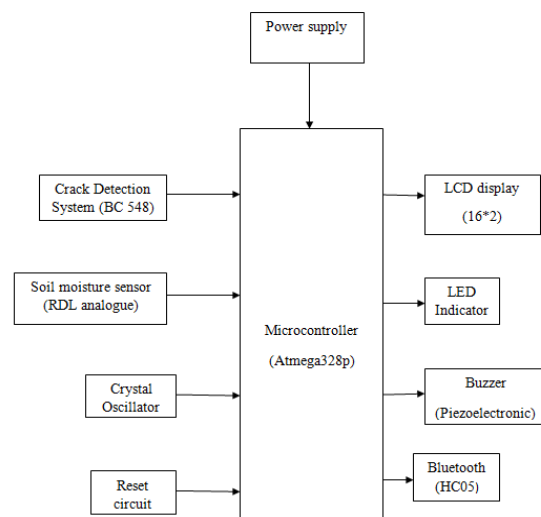 Power supply
Crack Detection
System (BC 548)
Soil moisture sensor
(RDL analogue)
Crystal
Oscillator
Reset
circuit
Microcontroller
(Atmega328p)
LCD display
(16*2)
LED
Indicator
Buzzer
(Piezoelectronic)
Bluetooth
(HC05)